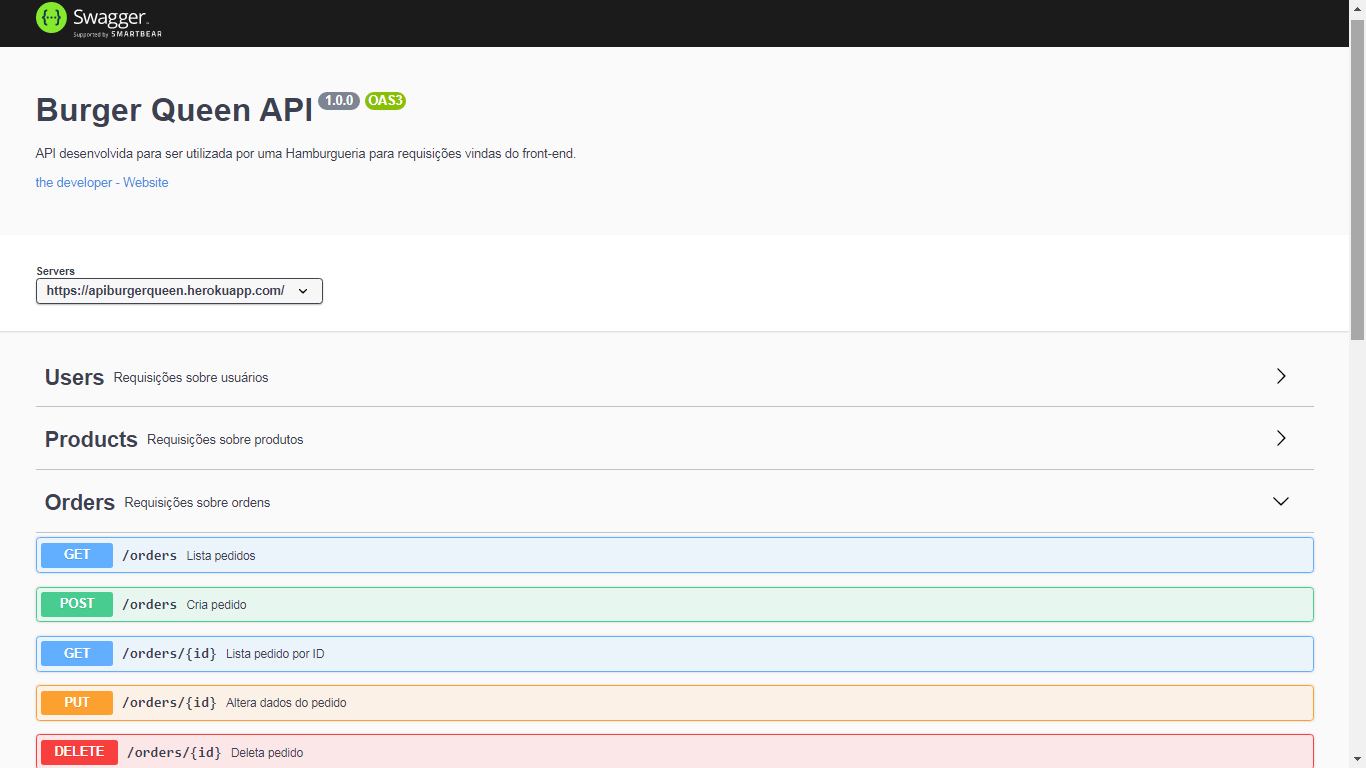 Swagger
Supported by SMARTBEAR
Burger Queen API 1.0.0 OAS3
API desenvolvida para ser utilizada por uma Hamburgueria para requisições vindas do front-end.
the developer - Website
Servers
https://apiburgerqueen.herokuapp.com/
Users Requisições sobre usuários
Products Requisições sobre produtos
Orders Requisições sobre ordens
GET /orders Lista pedidos
POST /orders Cria pedido
GET /orders/{id} Lista pedido por ID
PUT /orders/{id} Altera dados do pedido
DELETE /orders/{id} Deleta pedido